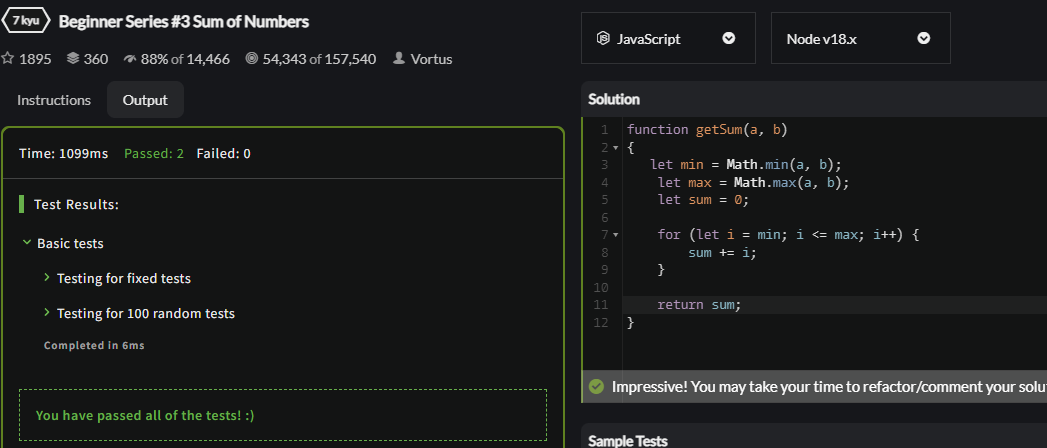 7 kyu Beginner Series #3 Sum of Numbers
1895 360 88% of 14,466 54,343 of 157,540 Vortus
Instructions Output
Time: 1099ms Passed: 2 Failed: 0
Test Results:
Basic tests
Testing for fixed tests
Testing for 100 random tests
Completed in 6ms
You have passed all of the tests! :)
JS JavaScript Node v18.x
Solution
1 function getSum(a, b)
2 {
3 let min = Math.min(a, b);
4 let max = Math.max(a, b);
5 let sum = 0;
6
7 for (let i = min; i <= max; i++) {
8 sum += i;
9 }
10
11 return sum;
12 }
Impressive! You may take your time to refactor/comment your solu
Sample Tests